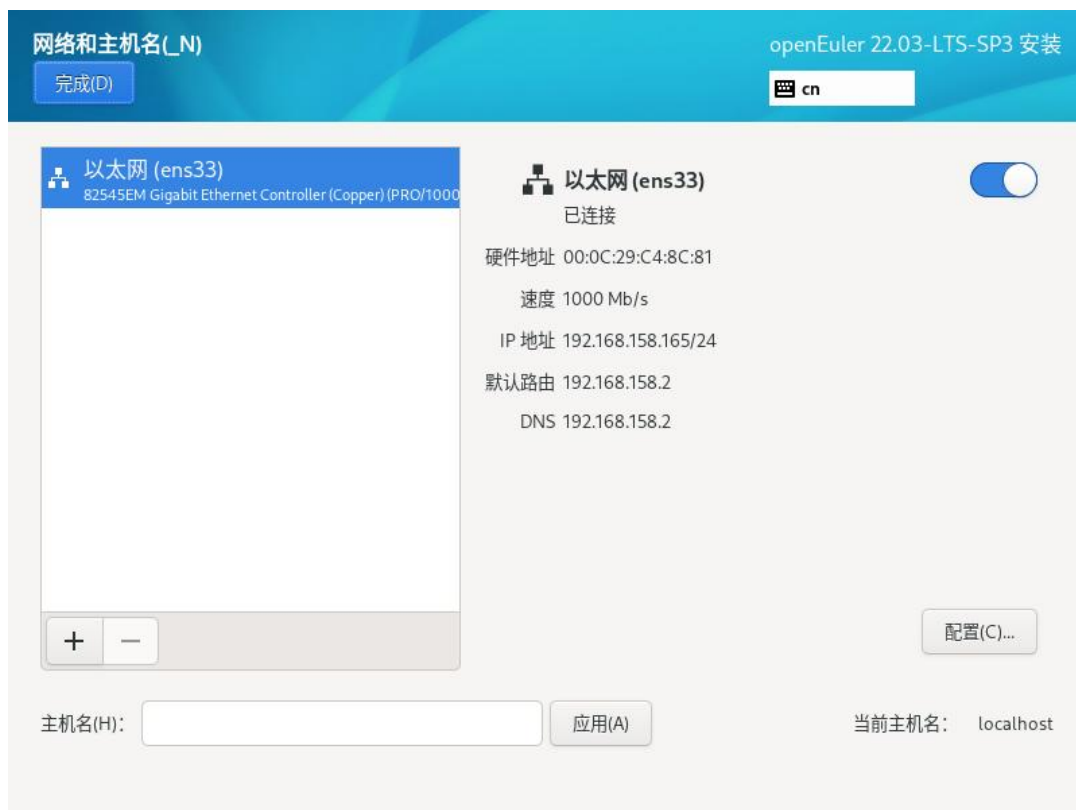 网络和主机名(_N)
完成(D)
openEuler 22.03-LTS-SP3 安装
cn
以太网 (ens33)
82545EM Gigabit Ethernet Controller (Copper) (PRO/1000
以太网 (ens33)
已连接
硬件地址 00:0C:29:C4:8C:81
速度 1000 Mb/s
IP 地址 192.168.158.165/24
默认路由 192.168.158.2
DNS 192.168.158.2
配置(C)...
主机名(H)：
应用(A)
当前主机名： localhost